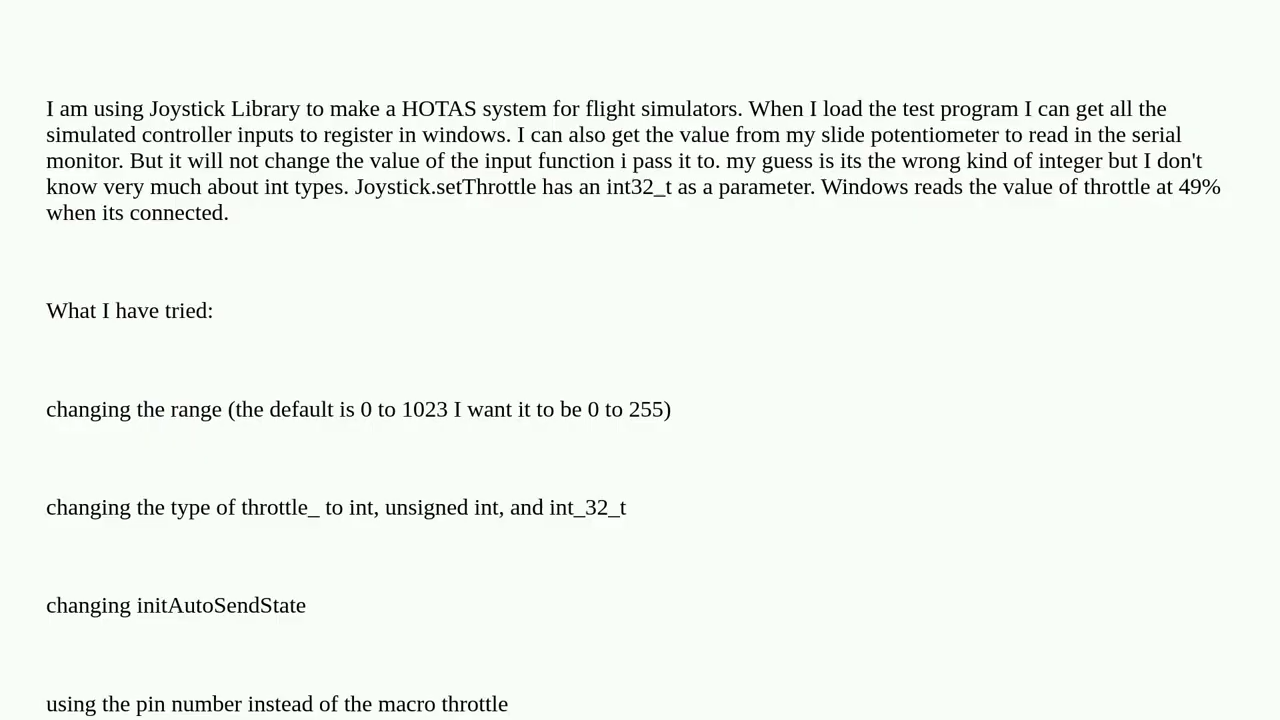 I am using Joystick Library to make a HOTAS system for flight simulators. When I load the test program I can get all the
simulated controller inputs to register in windows. I can also get the value from my slide potentiometer to read in the serial
monitor. But it will not change the value of the input function i pass it to. my guess is its the wrong kind of integer but I don't
know very much about int types. Joystick.setThrottle has an int32_t as a parameter. Windows reads the value of throttle at 49%
when its connected.
What I have tried:
changing the range (the default is 0 to 1023 I want it to be 0 to 255)
changing the type of throttle_ to int, unsigned int, and int_32_t
changing initAutoSendState
using the pin number instead of the macro throttle